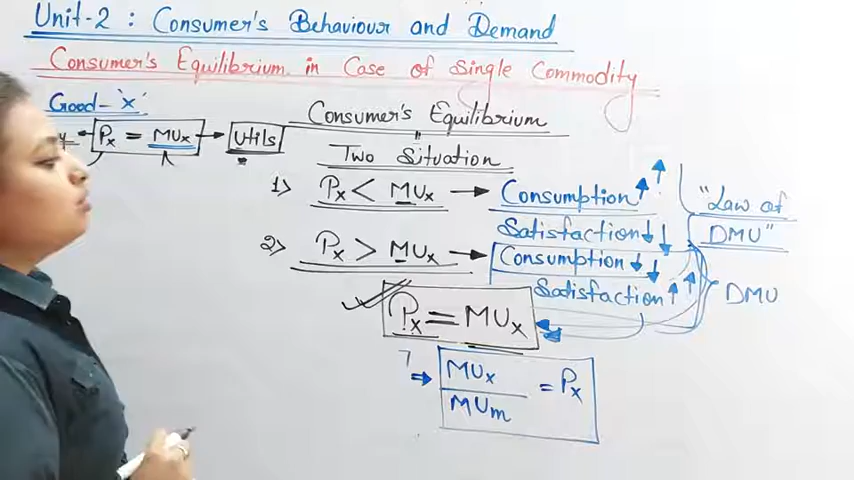 Unit-2 : Consumer's Behaviour and Demand
Consumer's Equilibrium in Case of Single Commodity
Good - 'x'
Px = MUx → Utils
Consumer's Equilibrium
Two Situation
1> Px < MUx → Consumption ↑↑
Satisfaction ↓↓
2> Px > MUx → Consumption ↓↓
Satisfaction ↑↑
"Law of
DMU"
DMU
Px = MUx
⇒ MUx / MUm = Px